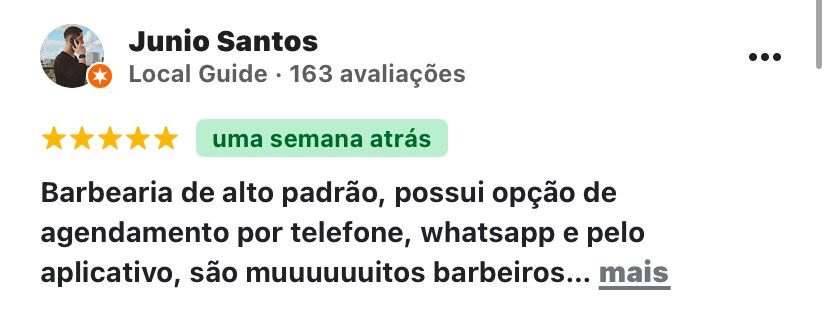 Junio Santos
Local Guide · 163 avaliações
uma semana atrás
Barbearia de alto padrão, possui opção de
agendamento por telefone, whatsapp e pelo
aplicativo, são muuuuuuitos barbeiros... mais